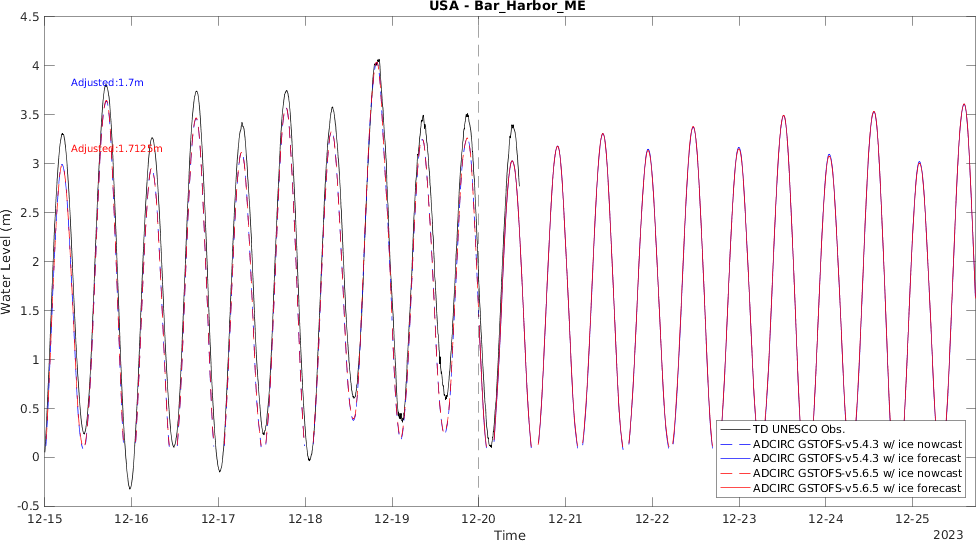 USA - Bar_Harbor_ME
4.5
4
3.5
3
2.5
2
1.5
1
0.5
0
-0.5
Water Level (m)
Adjusted:1.7m
Adjusted:1.7125m
TD UNESCO Obs.
ADCIRC GSTOFS-v5.4.3 w/ ice nowcast
ADCIRC GSTOFS-v5.4.3 w/ ice forecast
ADCIRC GSTOFS-v5.6.5 w/ ice nowcast
ADCIRC GSTOFS-v5.6.5 w/ ice forecast
12-15 12-16 12-17 12-18 12-19 12-20 12-21 12-22 12-23 12-24 12-25
Time
2023